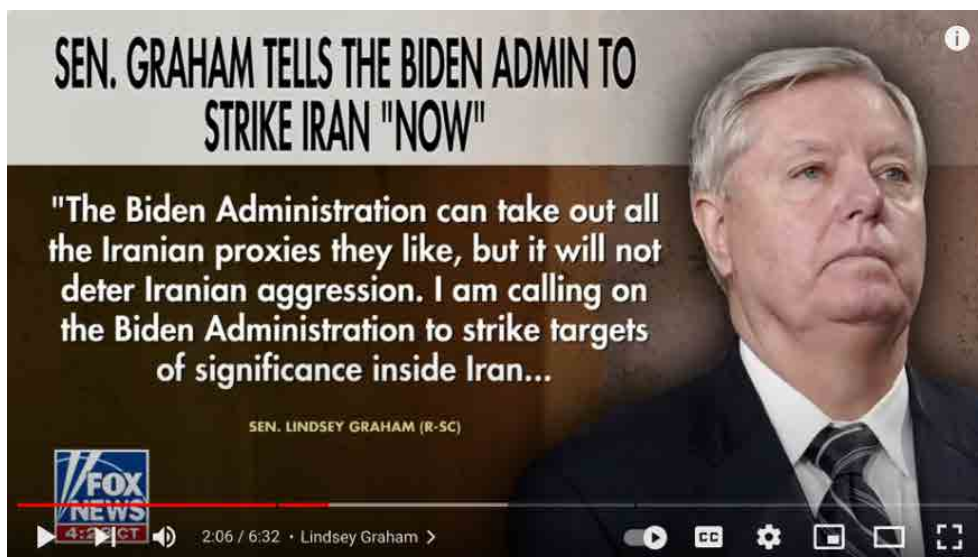 SEN. GRAHAM TELLS THE BIDEN ADMIN TO
STRIKE IRAN "NOW"
"The Biden Administration can take out all
the Iranian proxies they like, but it will not
deter Iranian aggression. I am calling on
the Biden Administration to strike targets
of significance inside Iran...
SEN. LINDSEY GRAHAM (R-SC)
FOX
NEWS
CT
2:06 / 6:32 • Lindsey Graham >
CC
i